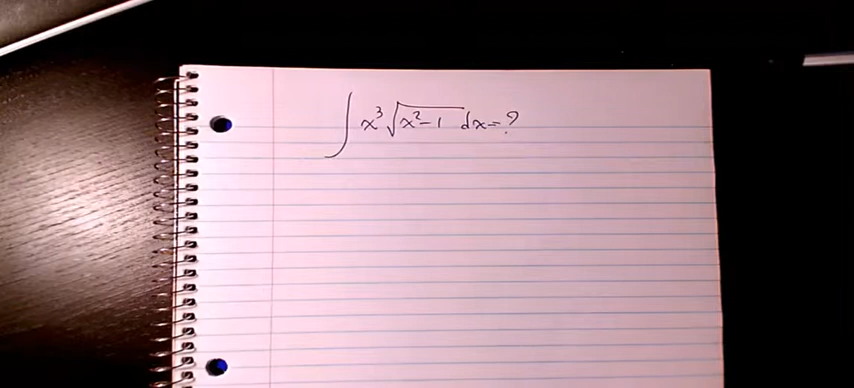 ∫ x³ √(x²-1) dx = ?